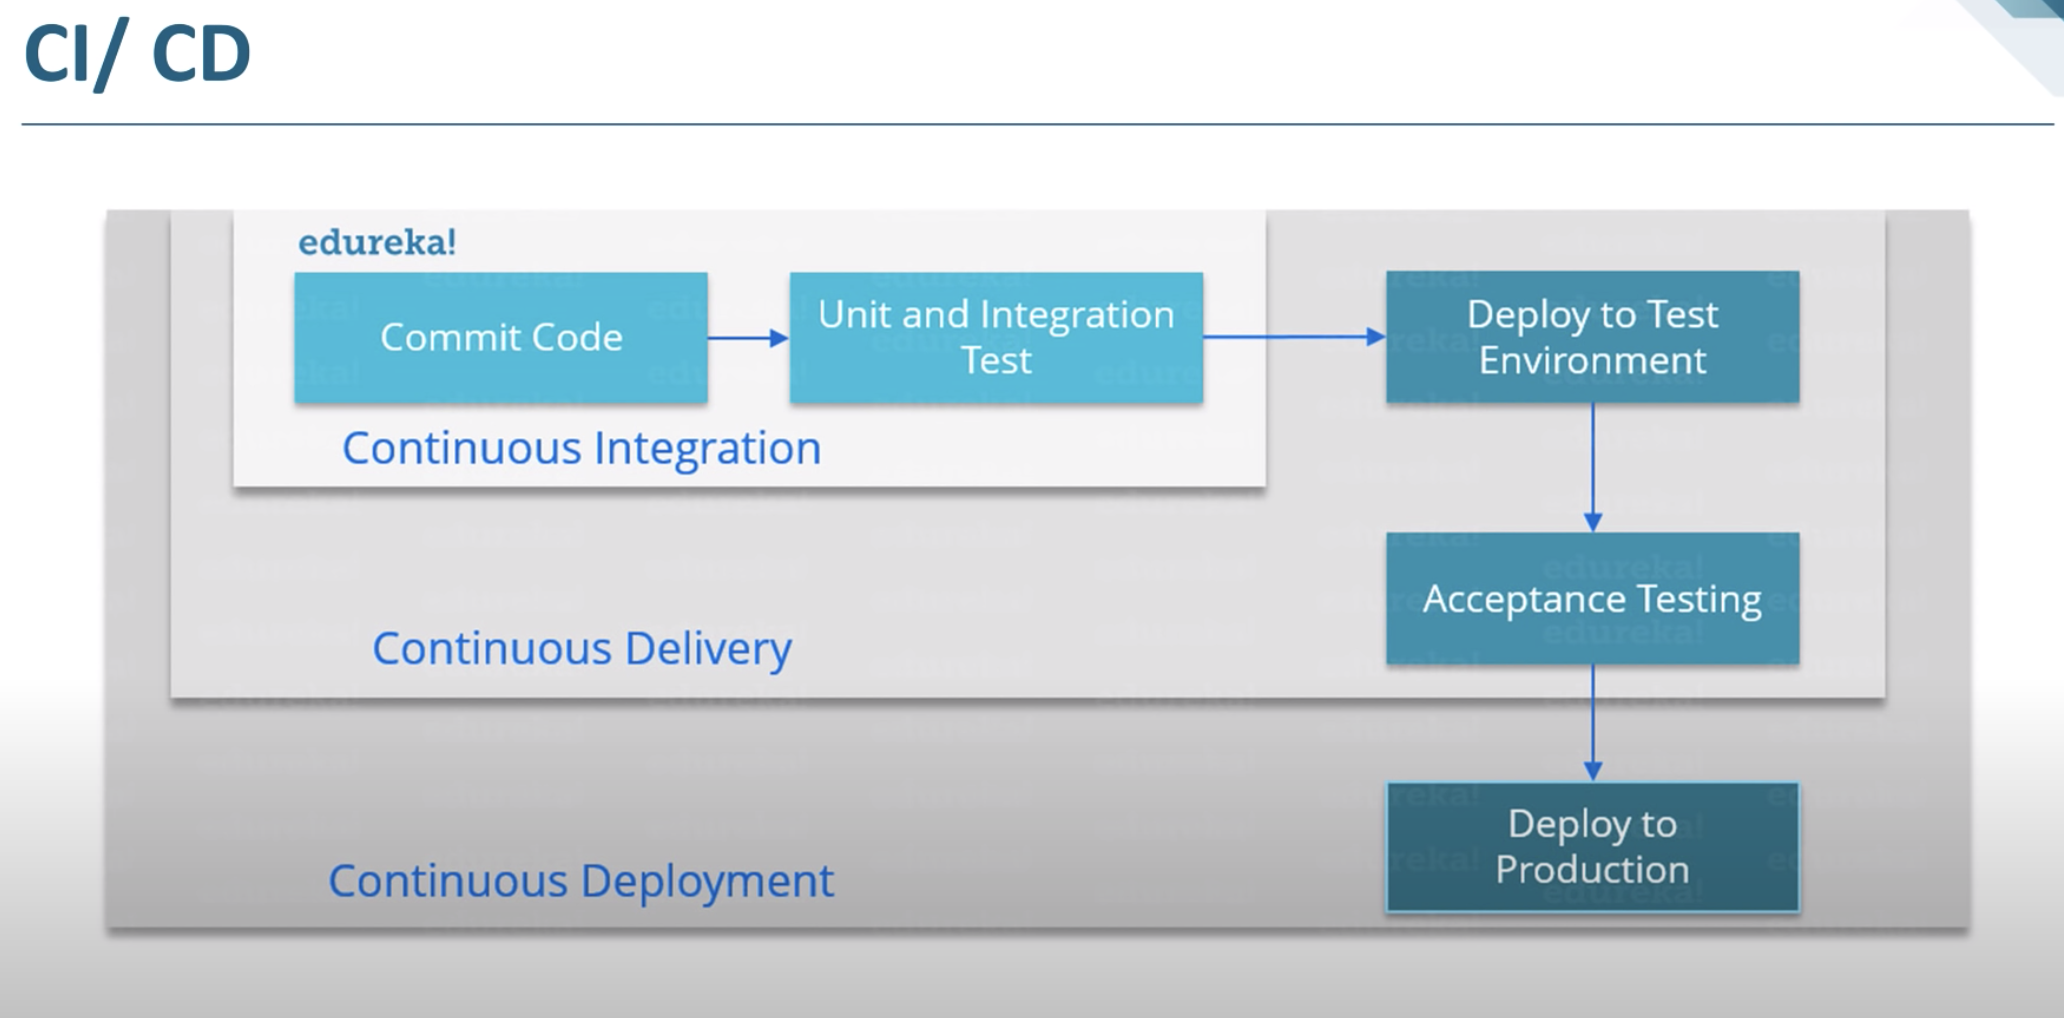 CI/ CD
edureka!
Commit Code
Unit and Integration
Test
Deploy to Test
Environment
Continuous Integration
Acceptance Testing
Continuous Delivery
Deploy to
Production
Continuous Deployment